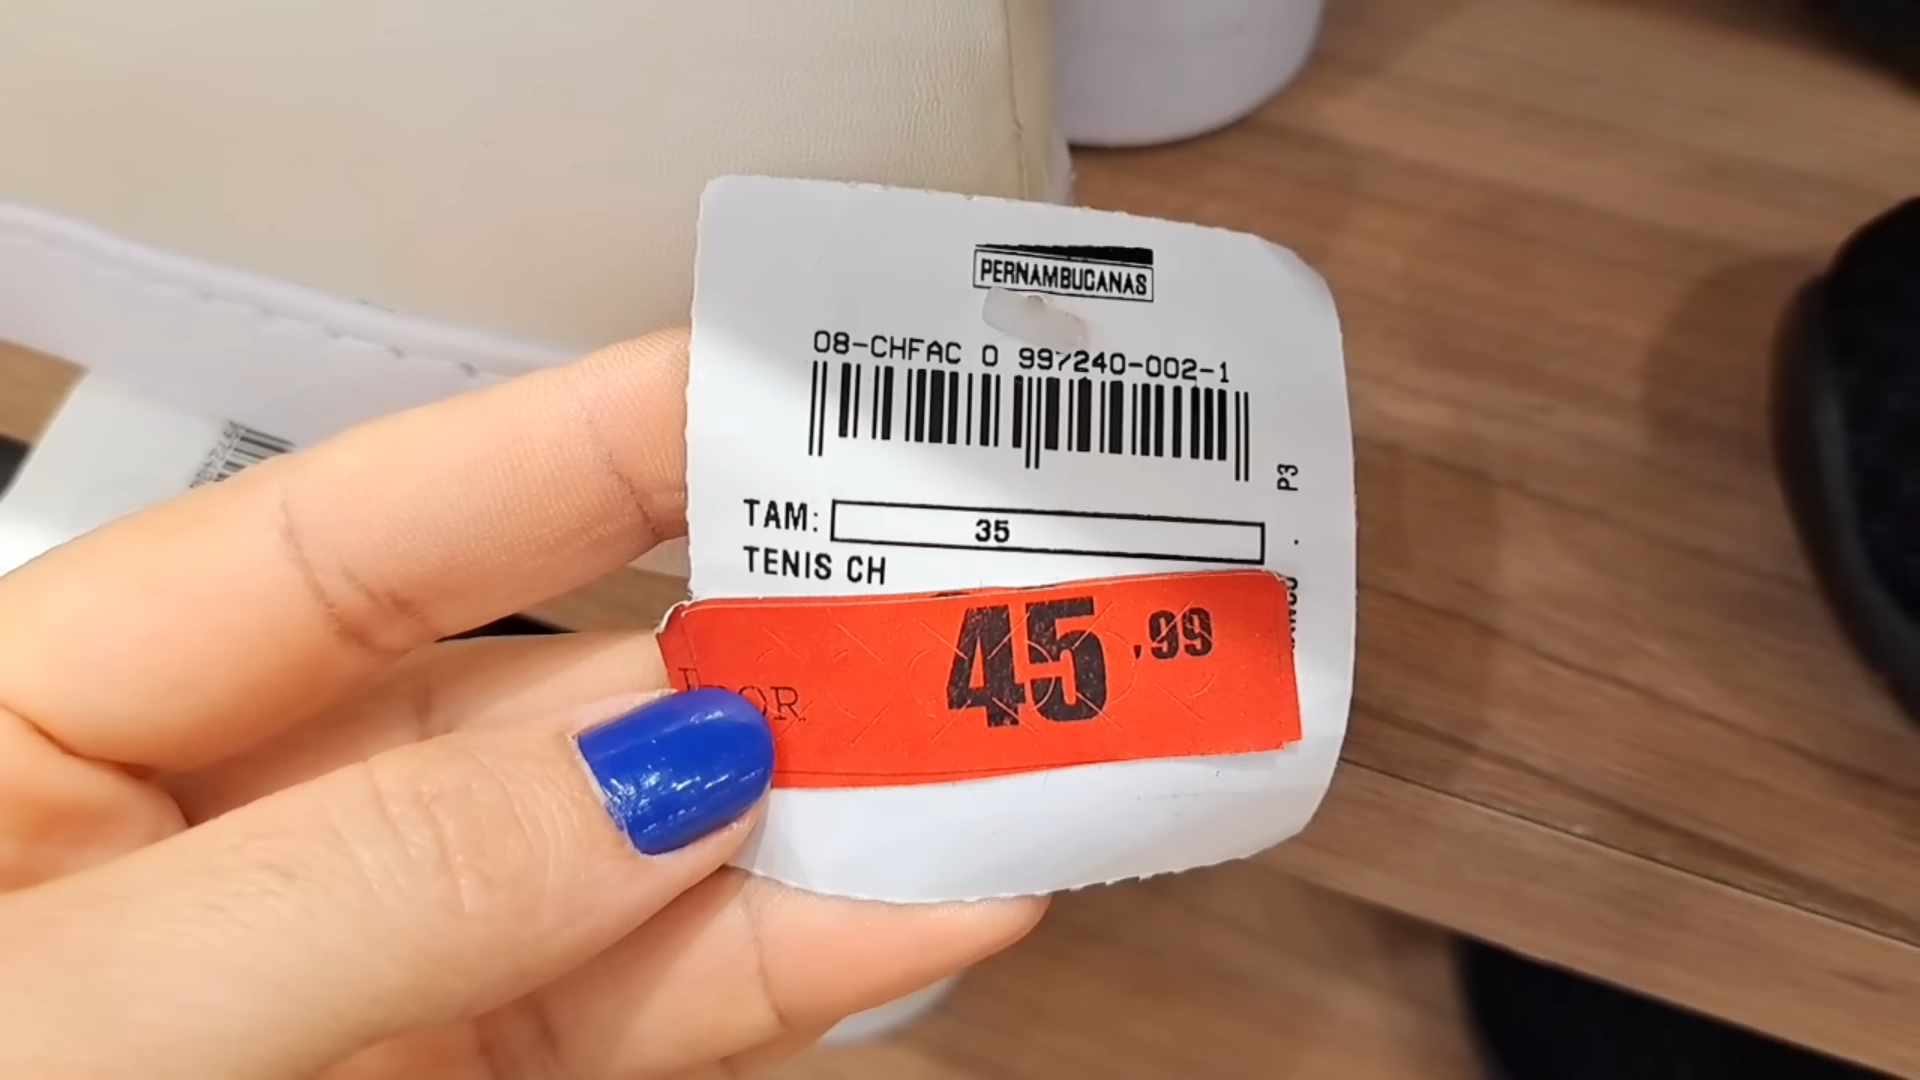 PERNAMBUCANAS
08-CHFAC 0 997240-002-1
P3
TAM: 35
TENIS CH
45,99